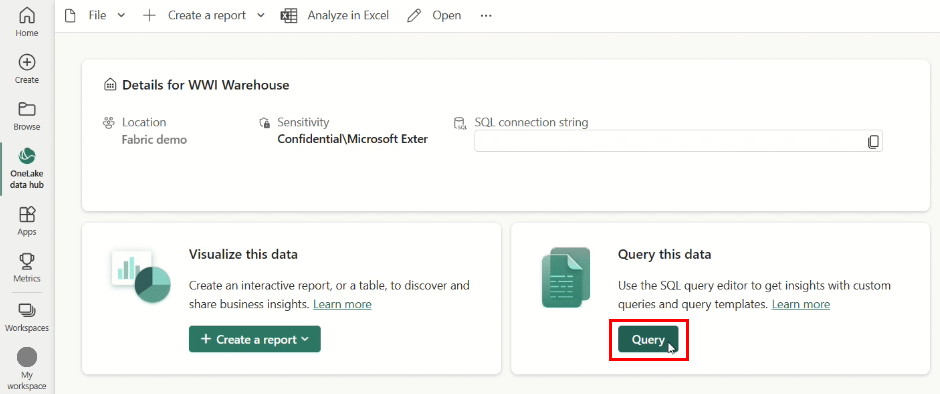 Home
Create
Browse
OneLake
data hub
Apps
Metrics
Workspaces
My
workspace
File
Create a report
Analyze in Excel
Open
Details for WWI Warehouse
Location
Fabric demo
Sensitivity
Confidential\Microsoft Exter
SQL
SQL connection string
Visualize this data
Create an interactive report, or a table, to discover and
share business insights. Learn more
Create a report
Query this data
Use the SQL query editor to get insights with custom
queries and query templates. Learn more
Query